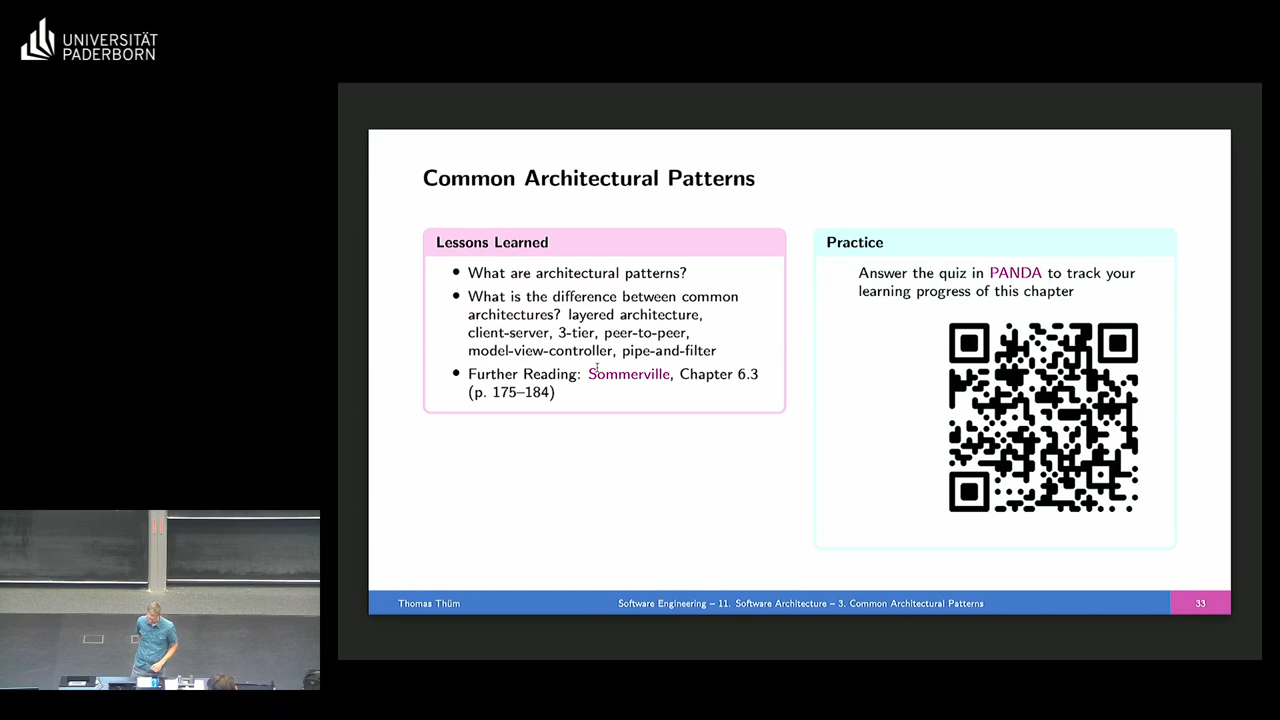 UNIVERSITÄT
PADERBORN
Common Architectural Patterns
Lessons Learned
• What are architectural patterns?
• What is the difference between common
architectures? layered architecture,
client-server, 3-tier, peer-to-peer,
model-view-controller, pipe-and-filter
• Further Reading: Sommerville, Chapter 6.3
(p. 175–184)
Practice
Answer the quiz in PANDA to track your
learning progress of this chapter
Thomas Thüm
Software Engineering – 11. Software Architecture – 3. Common Architectural Patterns
33